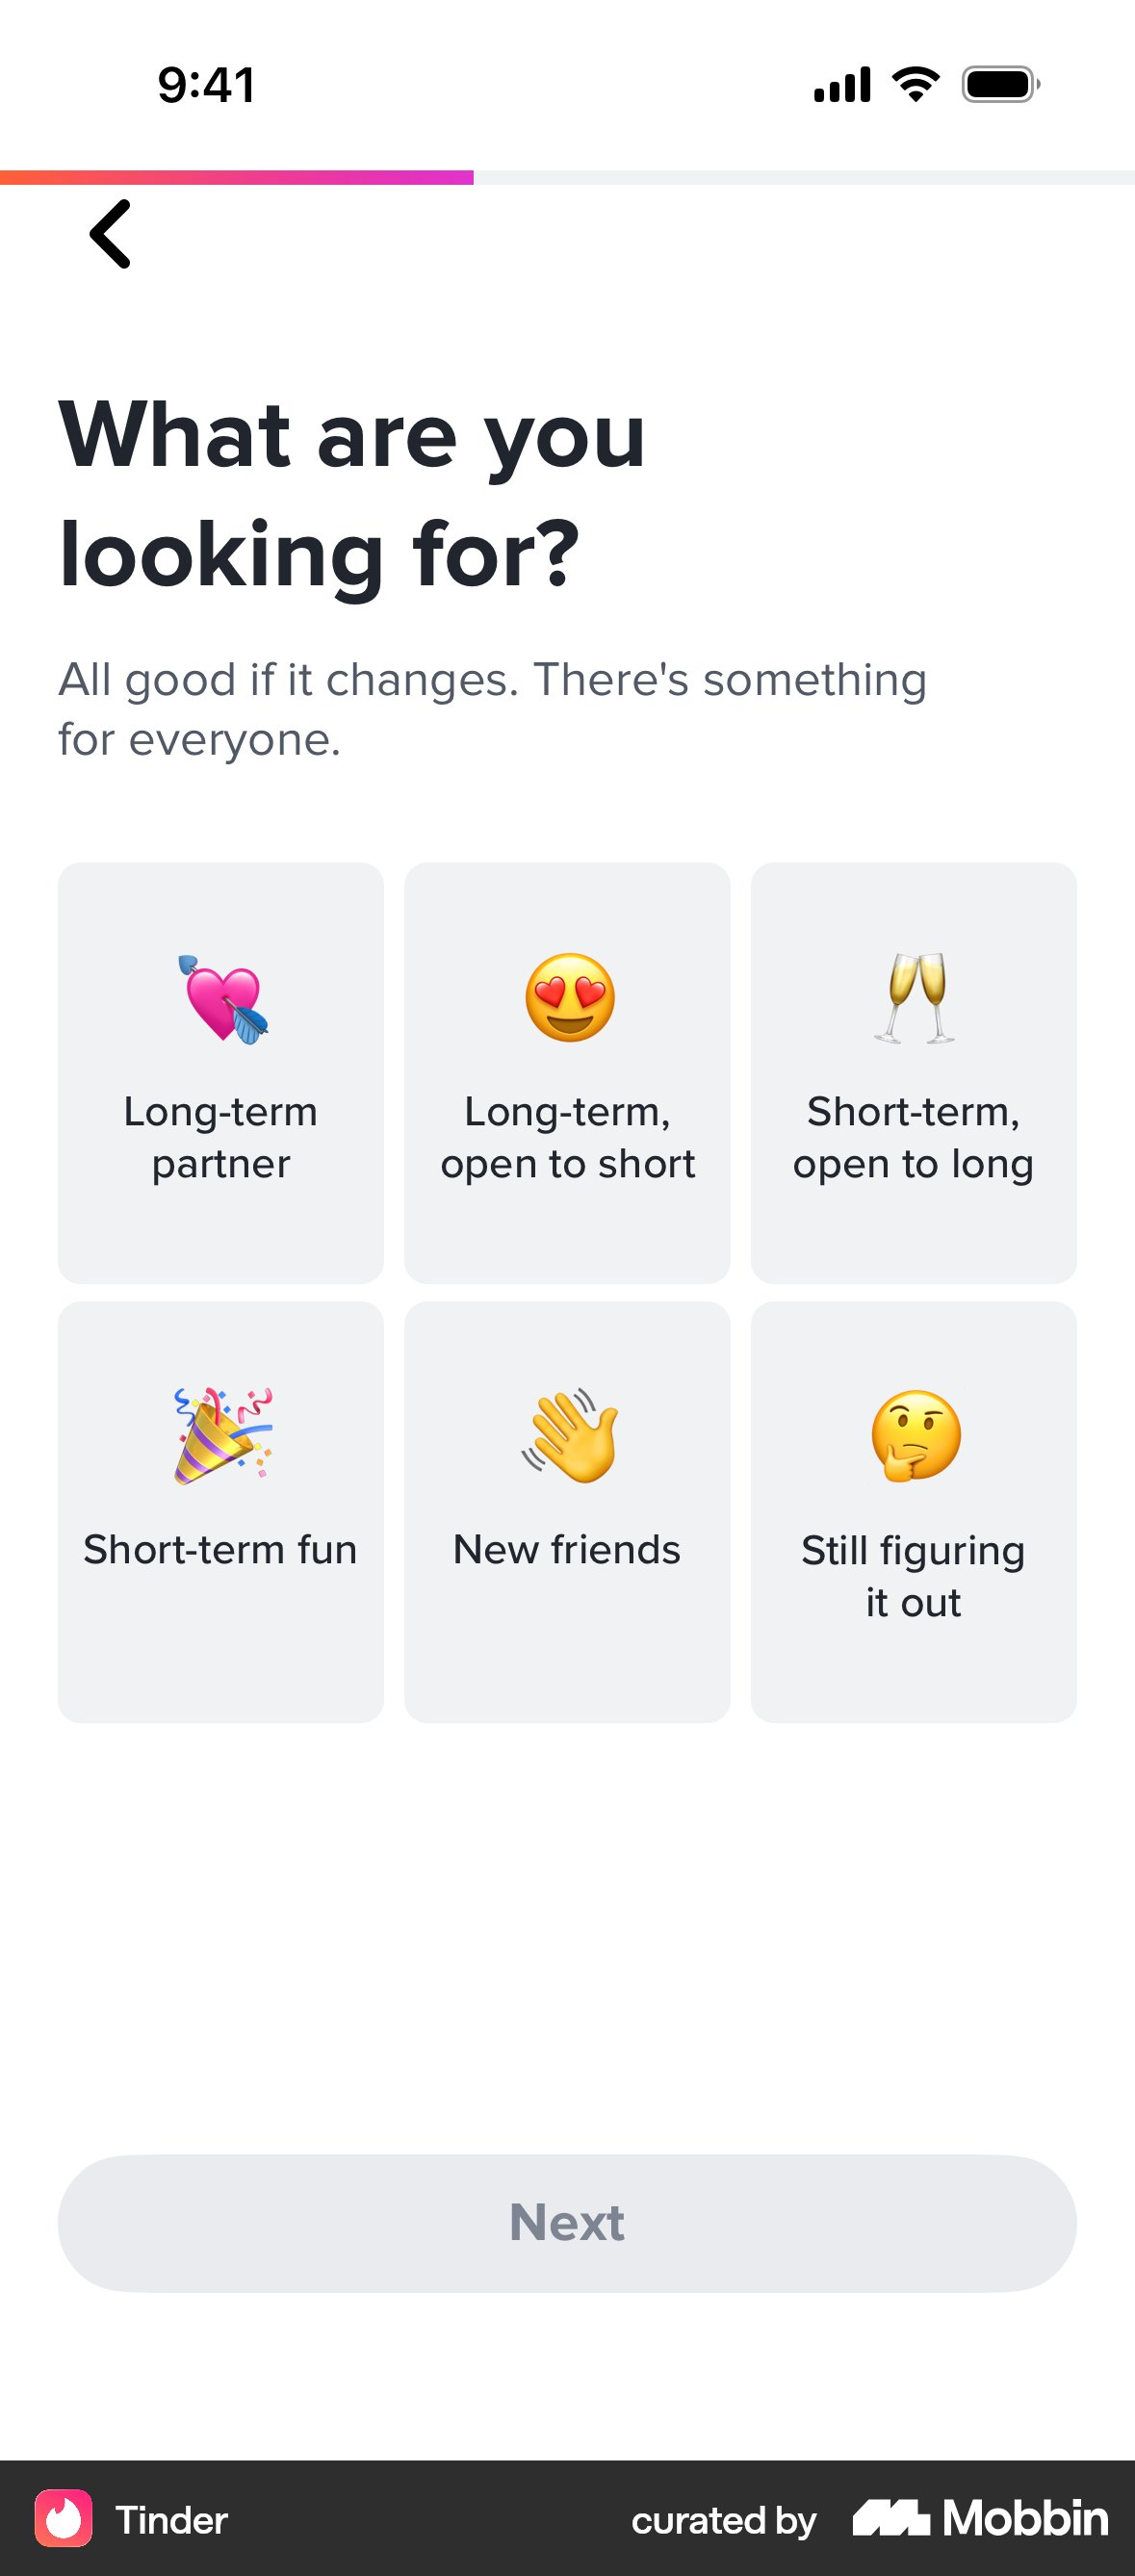 9:41
What are you
looking for?
All good if it changes. There's something
for everyone.
Long-term
partner
Long-term,
open to short
Short-term,
open to long
Short-term fun
New friends
Still figuring
it out
Next
Tinder
curated by Mobbin